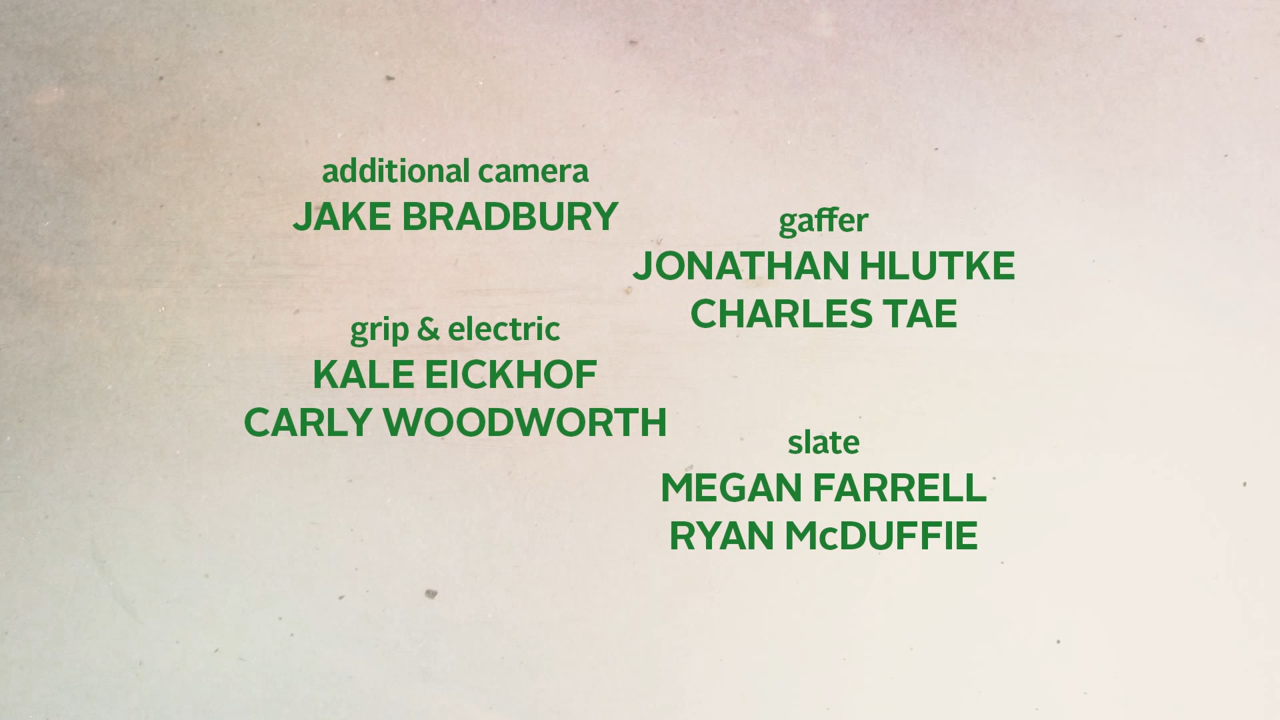 additional camera
JAKE BRADBURY
gaffer
JONATHAN HLUTKE
CHARLES TAE
grip & electric
KALE EICKHOF
CARLY WOODWORTH
slate
MEGAN FARRELL
RYAN McDUFFIE